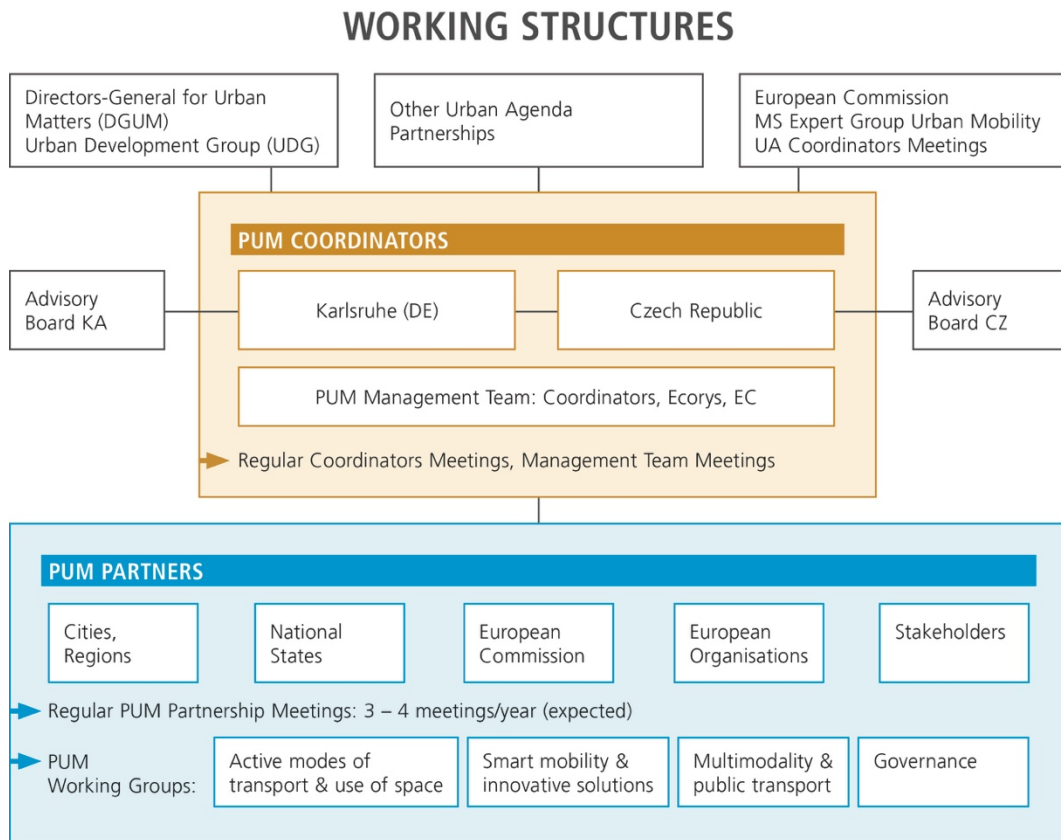 WORKING STRUCTURES
Directors-General for Urban
Matters (DGUM)
Urban Development Group (UDG)
Other Urban Agenda
Partnerships
European Commission
MS Expert Group Urban Mobility
UA Coordinators Meetings
PUM COORDINATORS
Advisory
Board KA
Karlsruhe (DE)
Czech Republic
Advisory
Board CZ
PUM Management Team: Coordinators, Ecorys, EC
Regular Coordinators Meetings, Management Team Meetings
PUM PARTNERS
Cities,
Regions
National
States
European
Commission
European
Organisations
Stakeholders
Regular PUM Partnership Meetings: 3 – 4 meetings/year (expected)
PUM
Working Groups:
Active modes of
transport & use of space
Smart mobility &
innovative solutions
Multimodality &
public transport
Governance